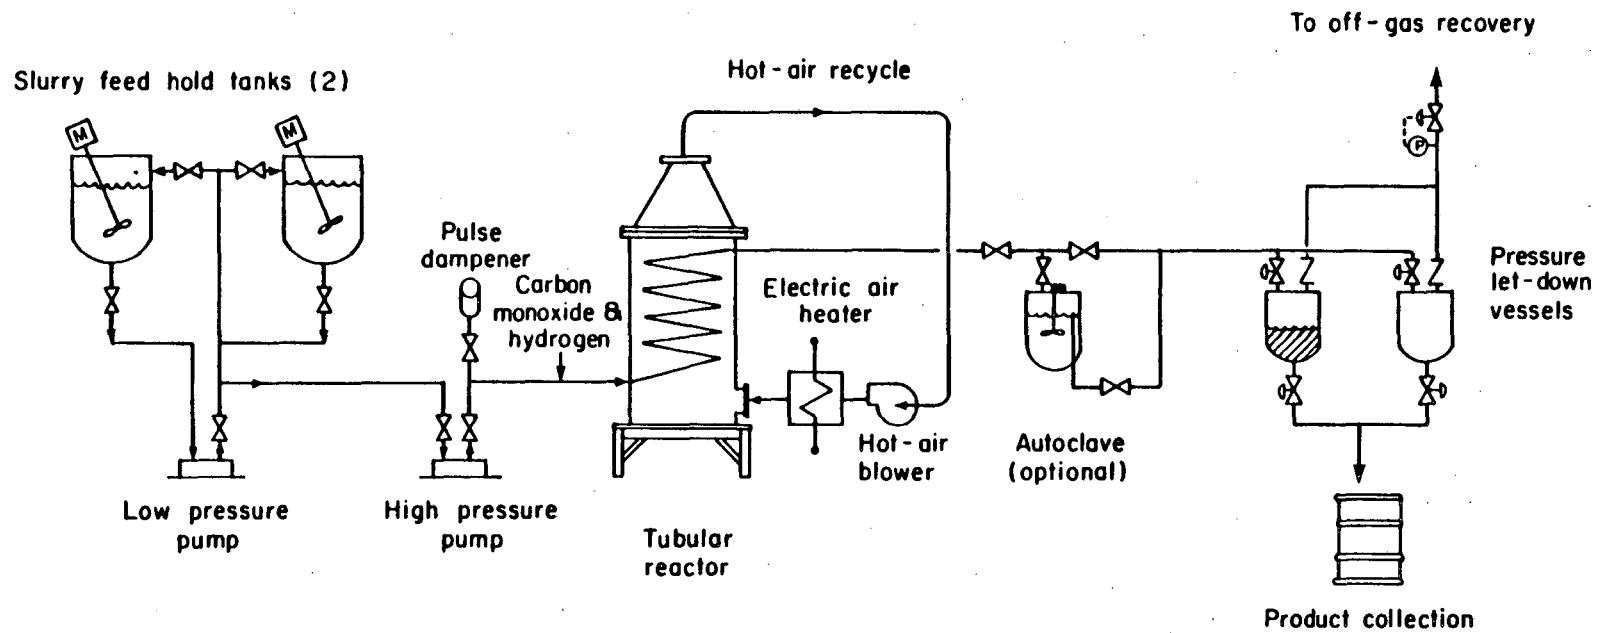 To off-gas recovery
Hot-air recycle
Slurry feed hold tanks (2)
M
M
P
Pulse
dampener
Carbon
monoxide &
hydrogen
Electric air
heater
Pressure
let-down
vessels
Hot-air
blower
Autoclave
(optional)
Low pressure
pump
High pressure
pump
Tubular
reactor
Product collection